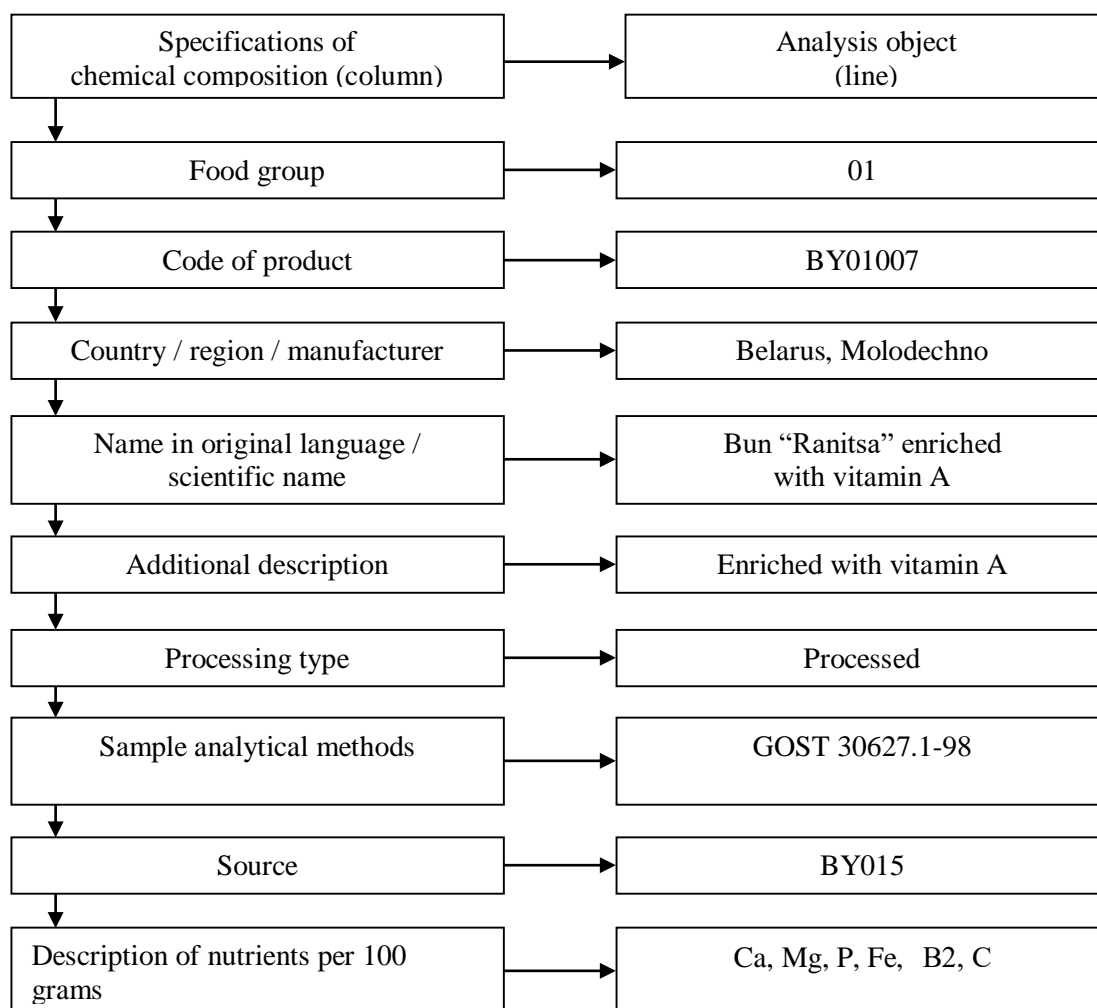 Specifications of
chemical composition (column)
Analysis object
(line)
Food group
01
Code of product
BY01007
Country / region / manufacturer
Belarus, Molodechno
Name in original language /
scientific name
Bun “Ranitsa” enriched
with vitamin A
Additional description
Enriched with vitamin A
Processing type
Processed
Sample analytical methods
GOST 30627.1-98
Source
BY015
Description of nutrients per 100
grams
Ca, Mg, P, Fe, B2, C